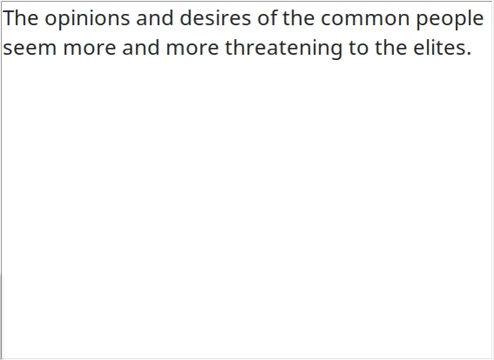 The opinions and desires of the common people
seem more and more threatening to the elites.